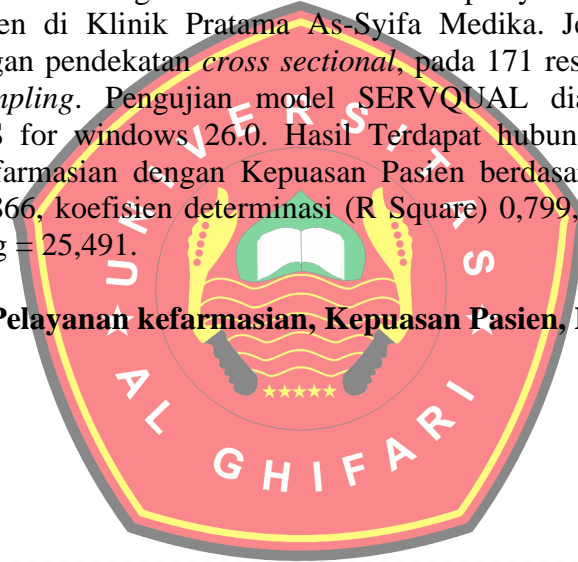 en di Klinik Pratama As-Syifa Medika. Je
gan pendekatan cross sectional, pada 171 res
mpling. Pengujian model SERVQUAL dia
S for windows 26.0. Hasil Terdapat hubun
farmasian dengan Kepuasan Pasien berdasar
866, koefisien determinasi (R Square) 0,799,
g = 25,491.
Pelayanan kefarmasian, Kepuasan Pasien,
UNIVERSITAS
AL GHIFARI